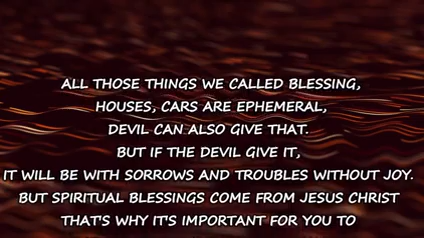 ALL THOSE THINGS WE CALLED BLESSING,
HOUSES, CARS ARE EPHEMERAL,
DEVIL CAN ALSO GIVE THAT.
BUT IF THE DEVIL GIVE IT,
IT WILL BE WITH SORROWS AND TROUBLES WITHOUT JOY.
BUT SPIRITUAL BLESSINGS COME FROM JESUS CHRIST
THAT'S WHY IT'S IMPORTANT FOR YOU TO